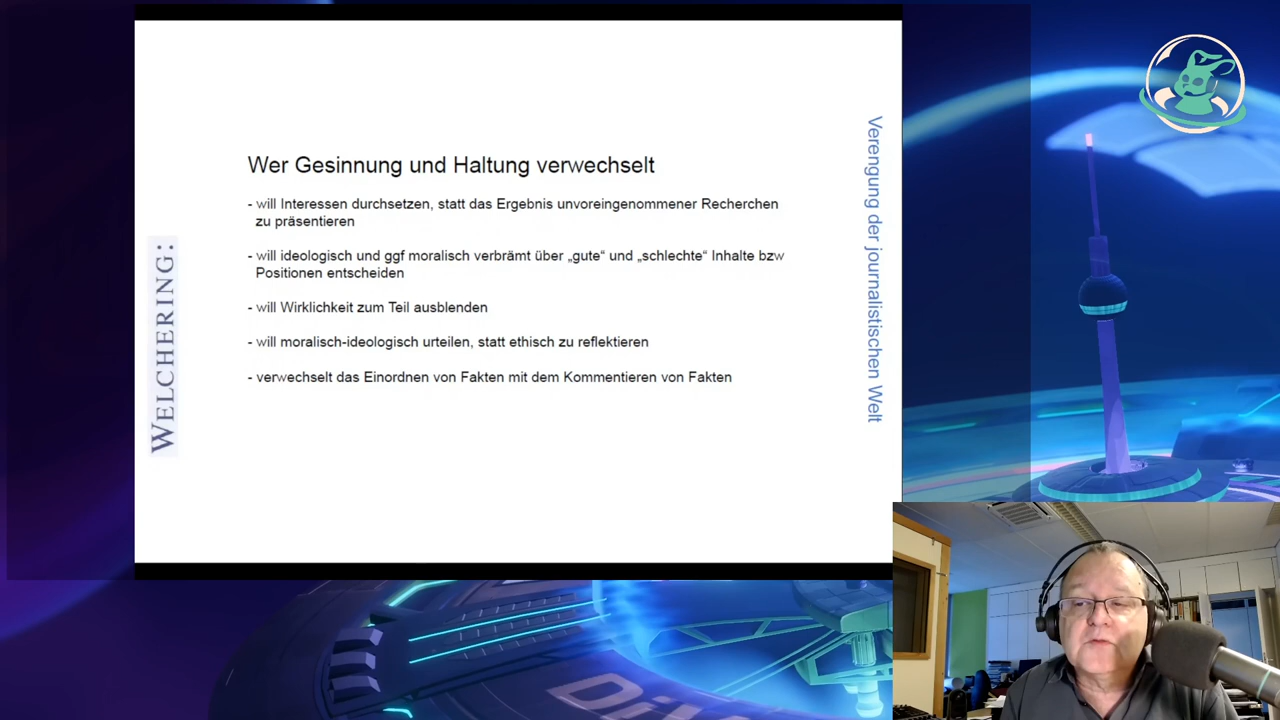 Wer Gesinnung und Haltung verwechselt
- will Interessen durchsetzen, statt das Ergebnis unvoreingenommener Recherchen
zu präsentieren
- will ideologisch und ggf moralisch verbrämt über „gute“ und „schlechte“ Inhalte bzw
Positionen entscheiden
- will Wirklichkeit zum Teil ausblenden
- will moralisch-ideologisch urteilen, statt ethisch zu reflektieren
- verwechselt das Einordnen von Fakten mit dem Kommentieren von Fakten
WELCHERING:
Verengung der journalistischen Welt